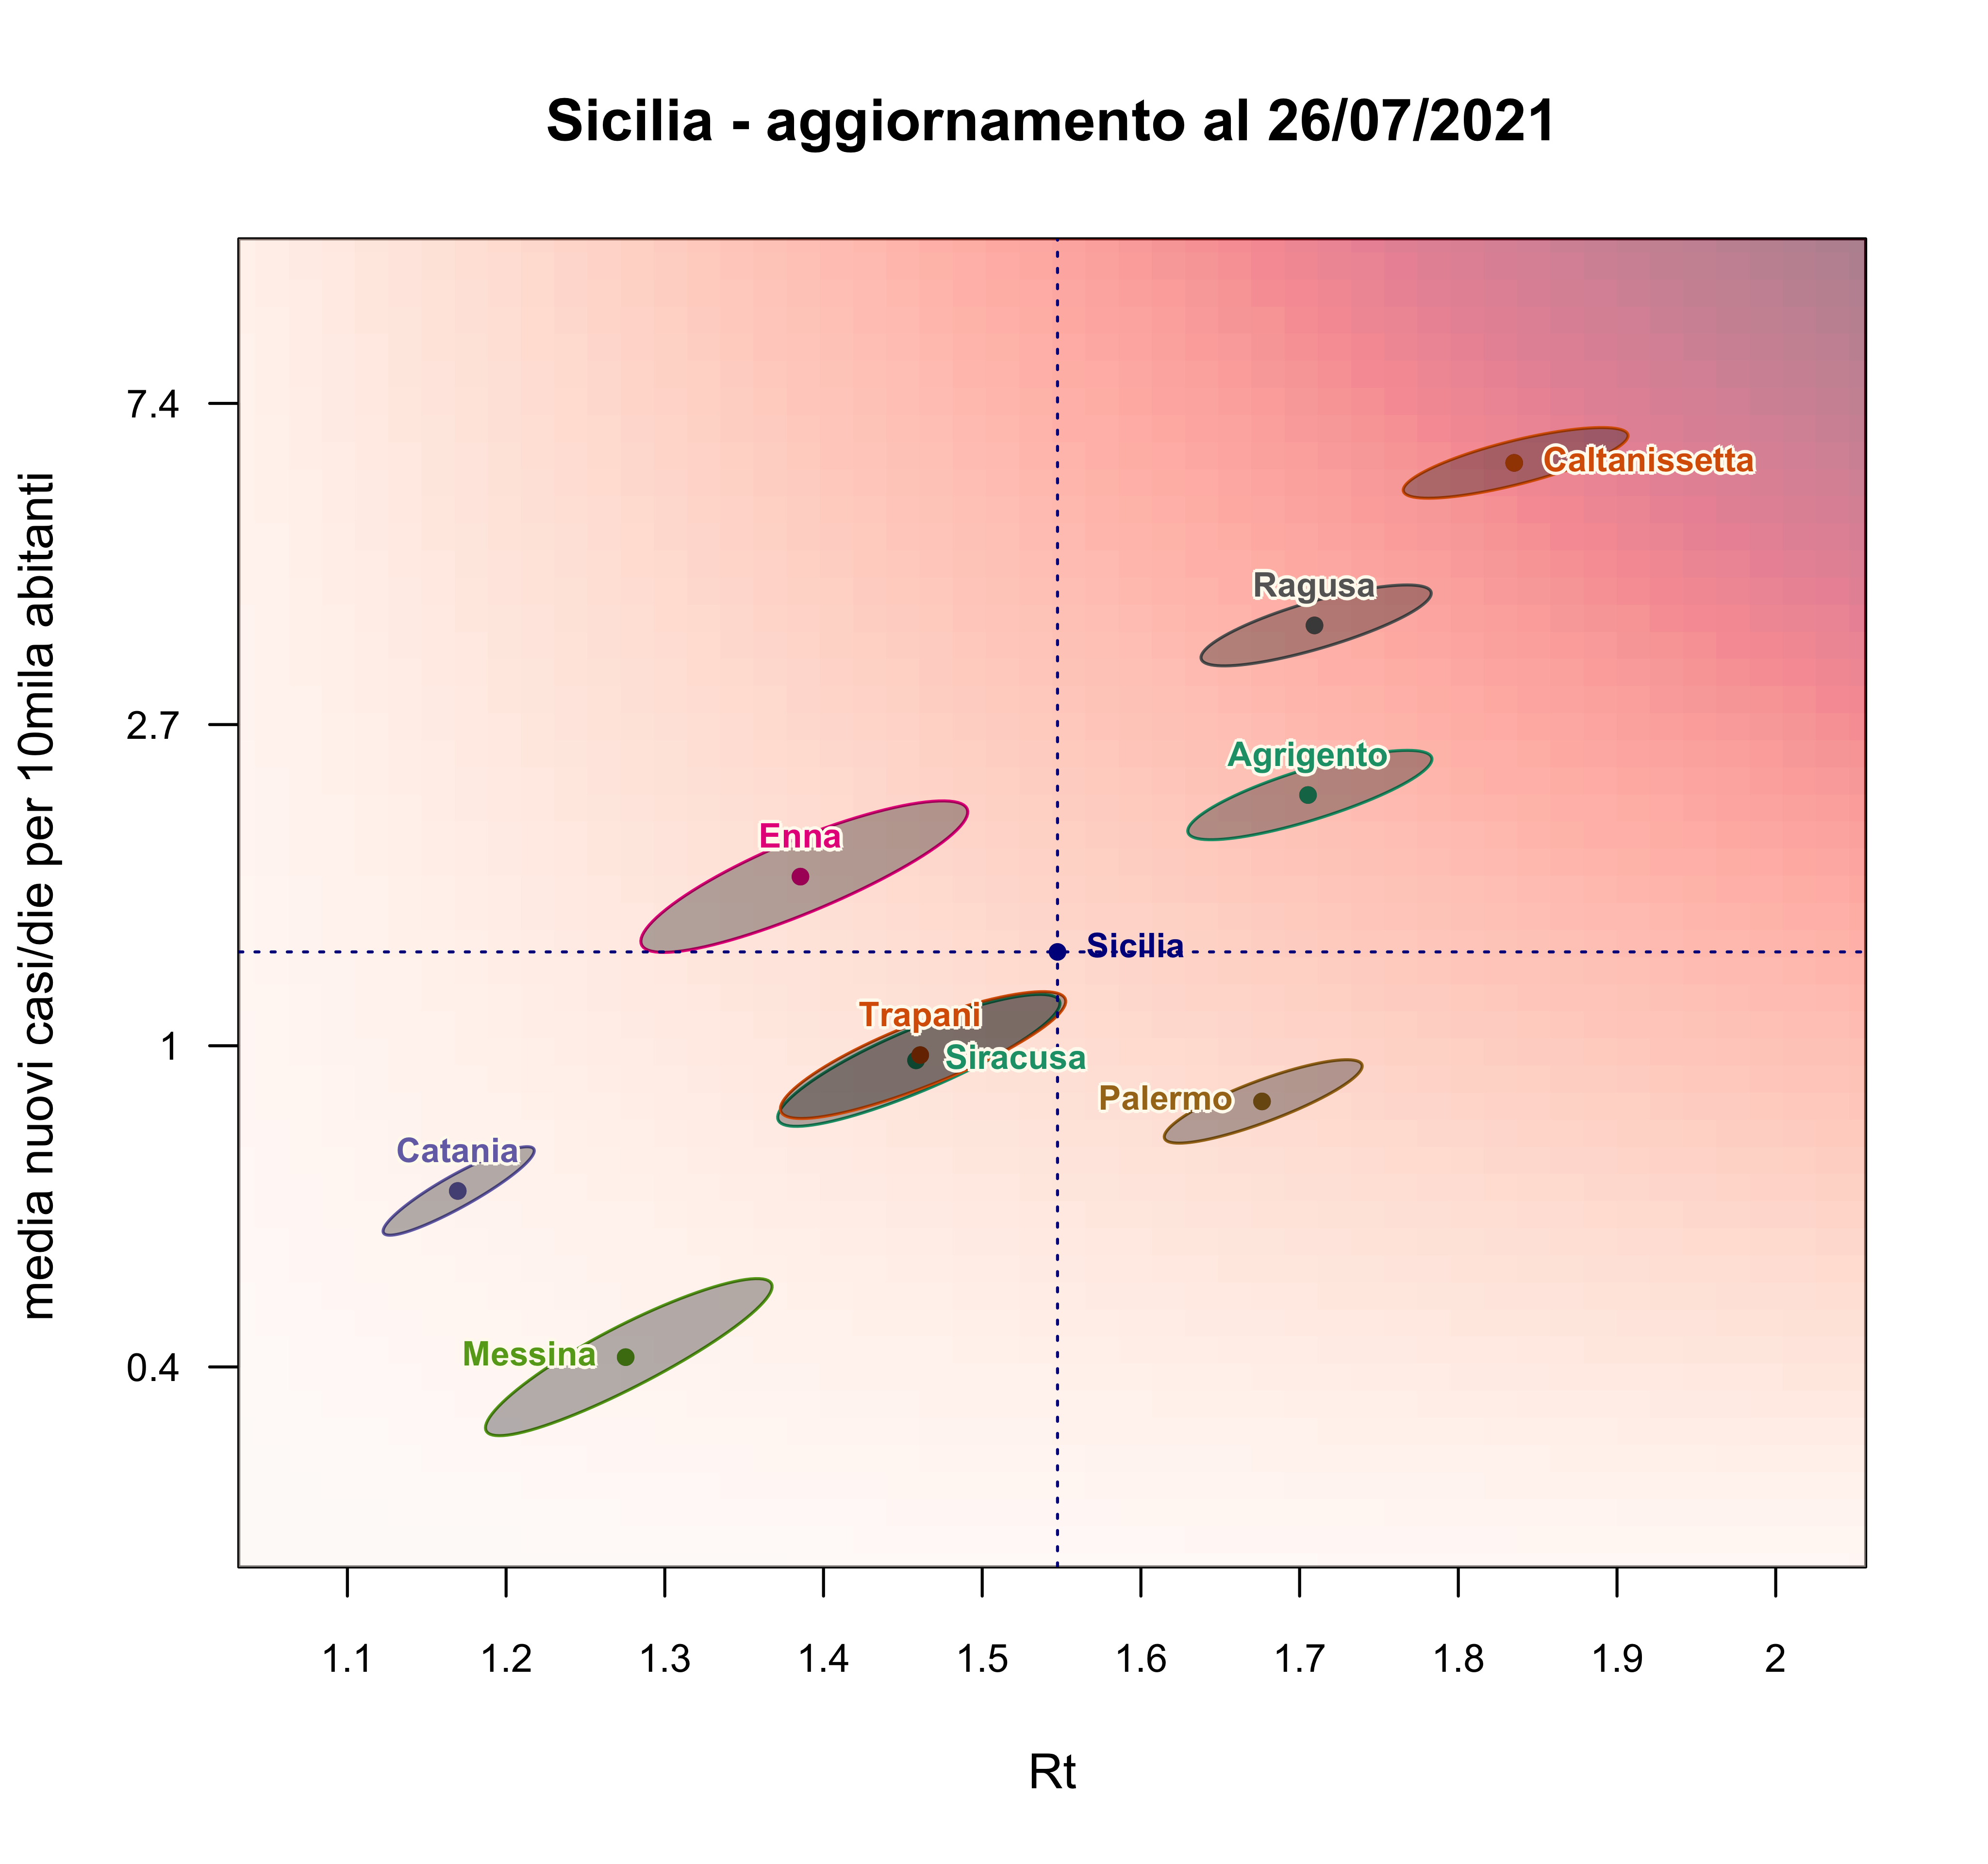 Sicilia - aggiornamento al 26/07/2021
media nuovi casi/die per 10mila abitanti
7.4
2.7
1
0.4
Caltanissetta
Ragusa
Agrigento
Enna
Sicilia
Trapani
Siracusa
Palermo
Catania
Messina
1.1 1.2 1.3 1.4 1.5 1.6 1.7 1.8 1.9 2
Rt